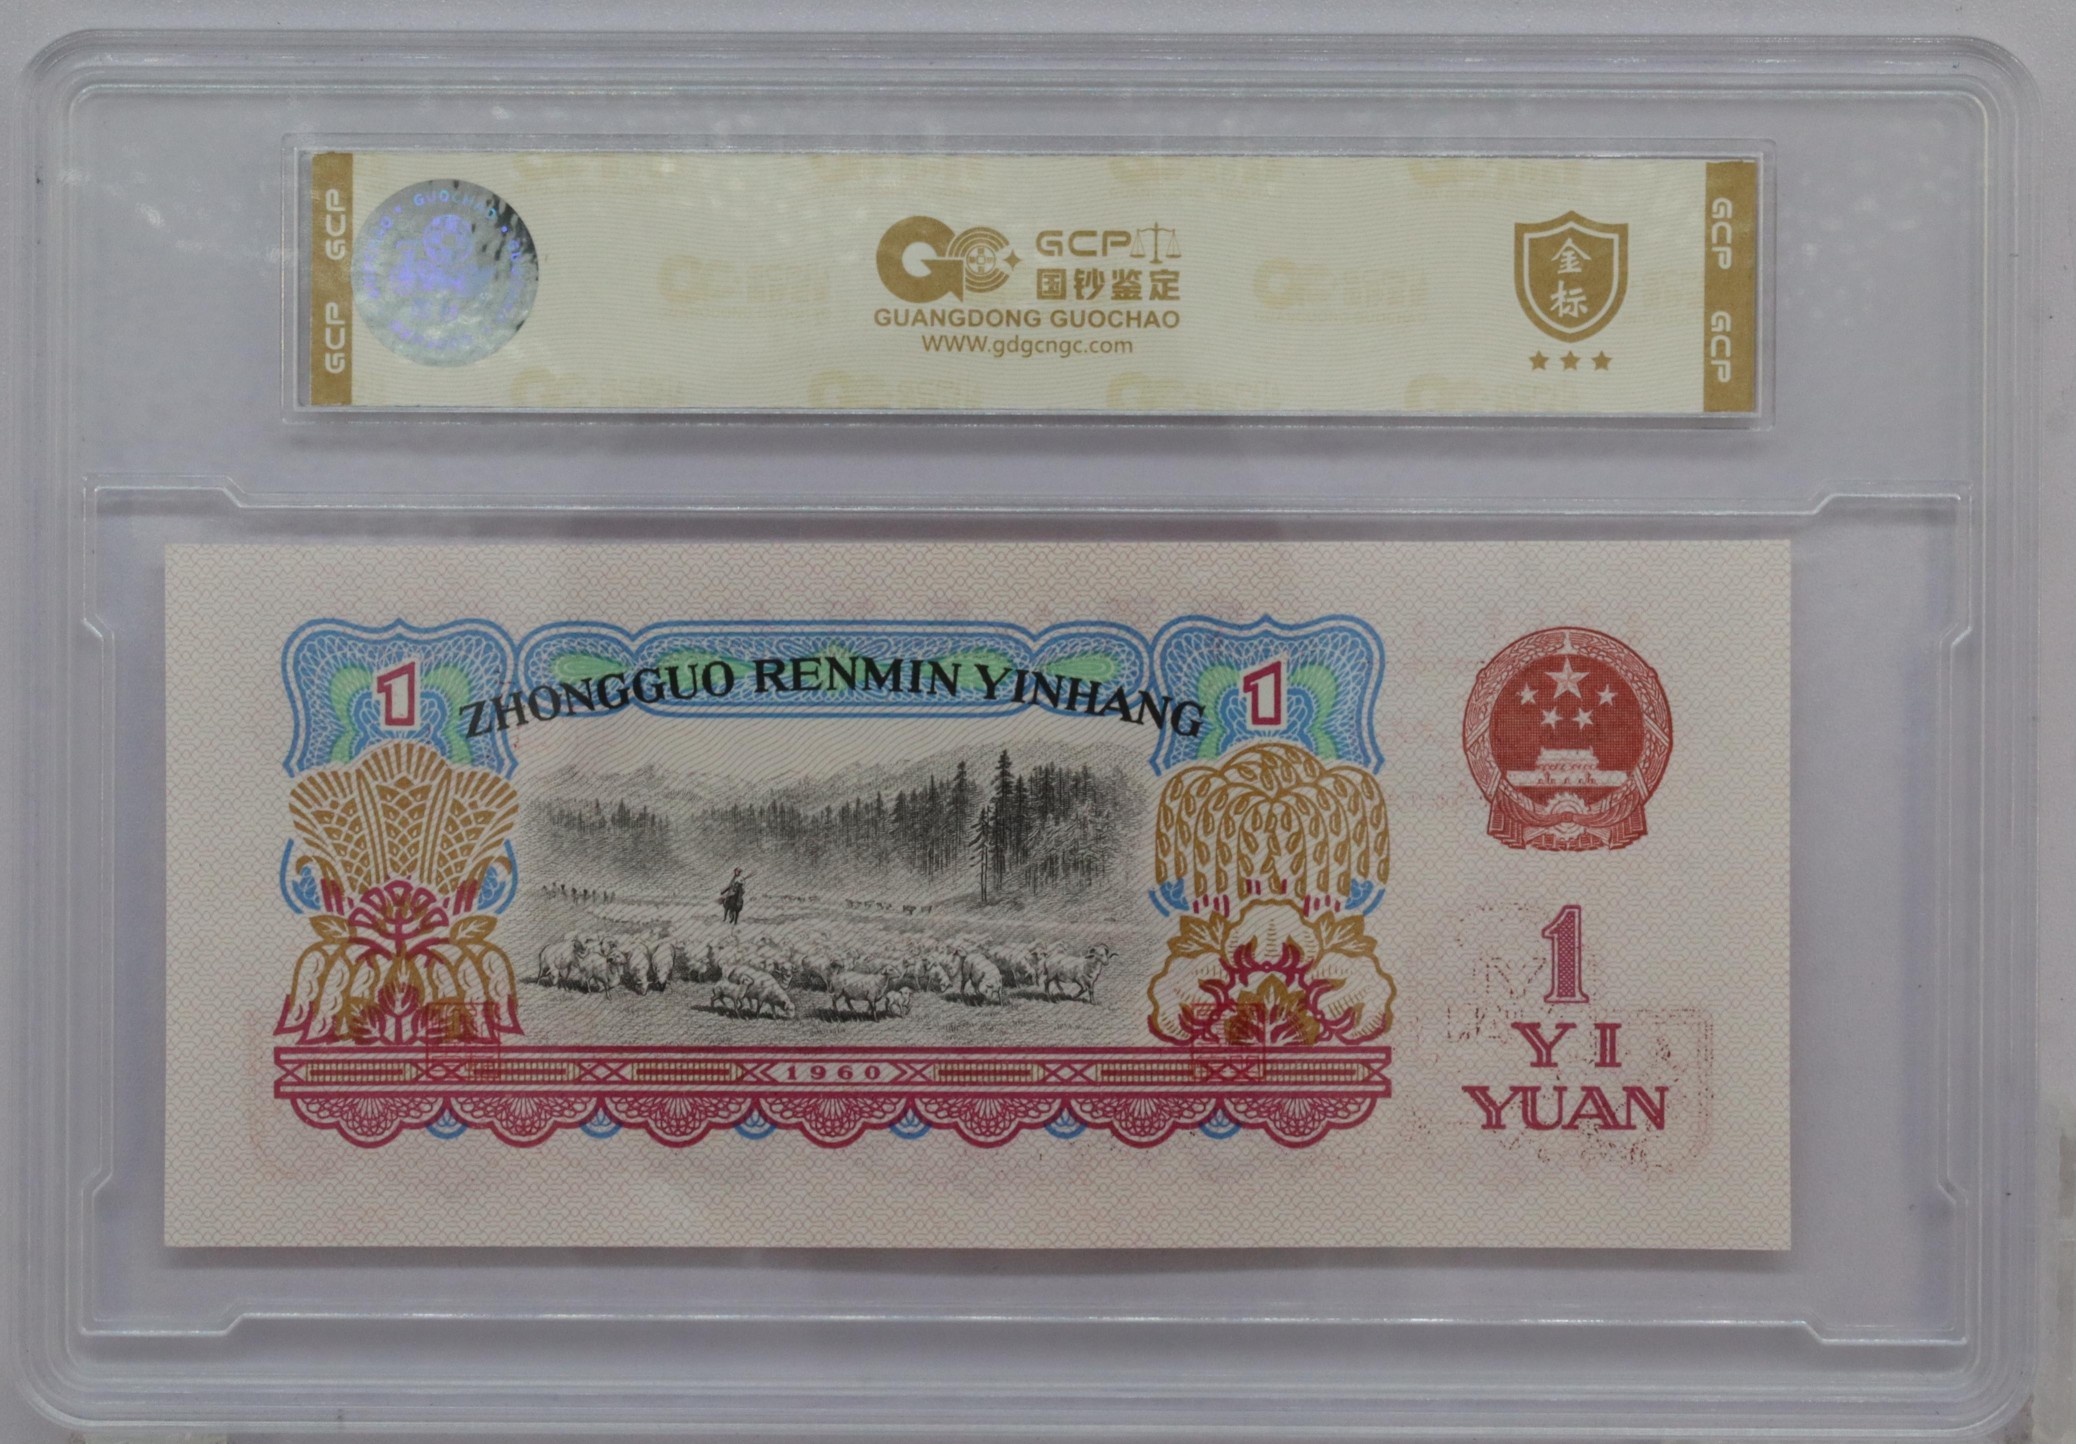 GCP GCP
GUOCHAO
GCP
国钞鉴定
GUANGDONG GUOCHAO
WWW.gdgcngc.com
金标
GCP GCP
1
ZHONGGUO RENMIN YINHANG
1
1960
1
YI
YUAN